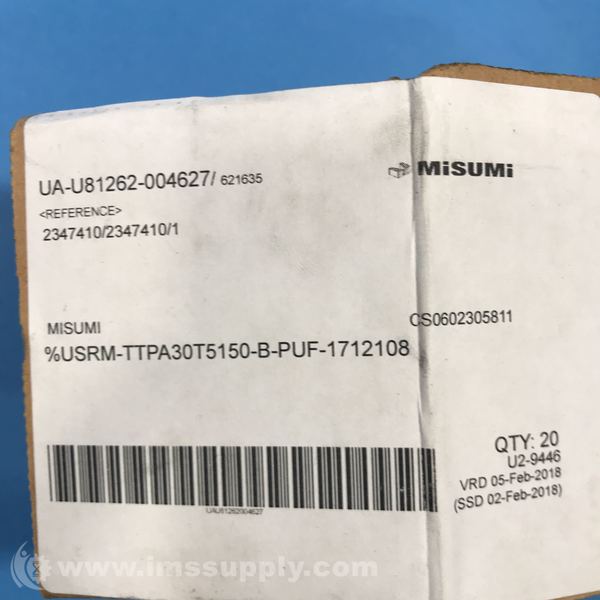 UA-U81262-004627/ 621635
MiSUMi
<REFERENCE>
2347410/2347410/1
MISUMI
CS0602305811
%USRM-TTPA30T5150-B-PUF-1712108
QTY: 20
U2-9446
VRD 05-Feb-2018
(SSD 02-Feb-2018)
UAU81262004627
www.imssupply.com